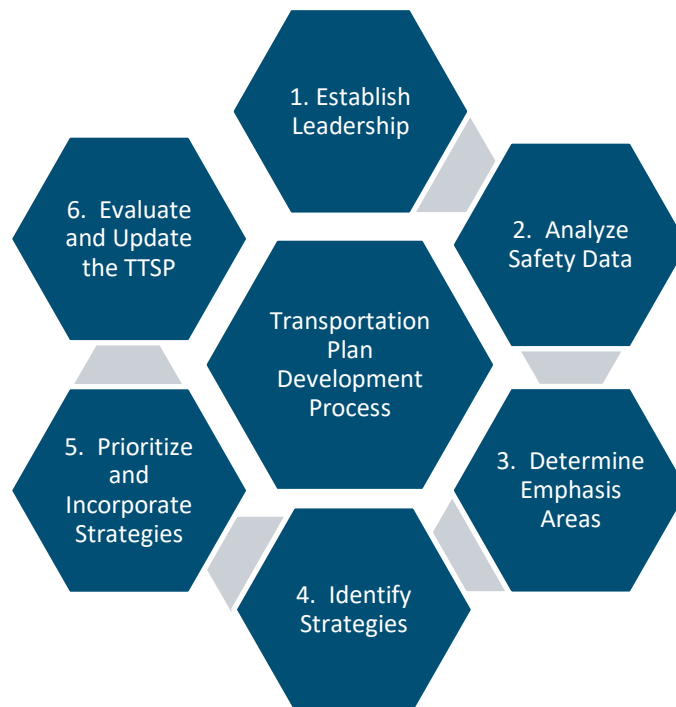 1. Establish
Leadership
2. Analyze
Safety Data
3. Determine
Emphasis
Areas
4. Identify
Strategies
5. Prioritize
and
Incorporate
Strategies
6. Evaluate
and Update
the TTSP
Transportation
Plan
Development
Process